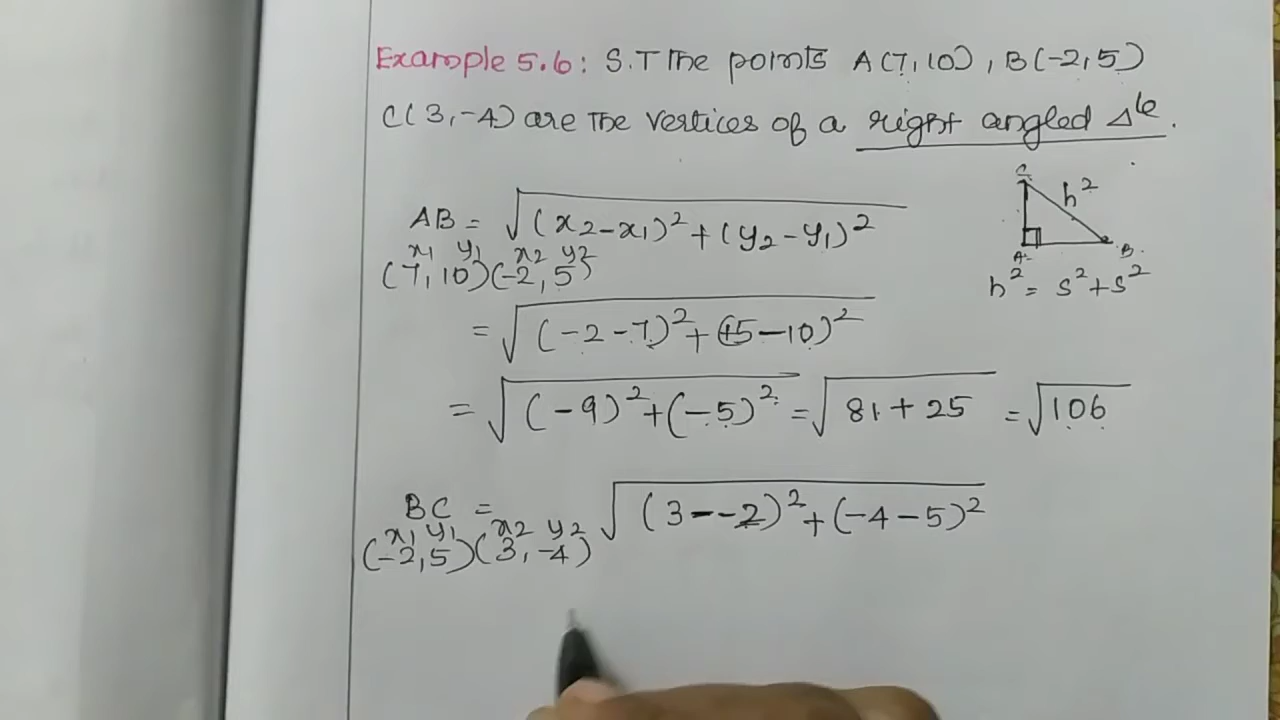 Example 5.6: S.T The points A(7,10), B(-2,5)
C(3,-4) are the vertices of a right angled Δle.
C
h²
A B
h² = s²+s²
AB = √(x2-x1)²+(y2-y1)²
x1 y1 x2 y2
(7,10)(-2,5)
= √(-2-7)²+(+5-10)²
= √(-9)²+(-5)² = √81+25 = √106
BC = √(3--2)²+(-4-5)²
x1 y1 x2 y2
(-2,5)(3,-4)